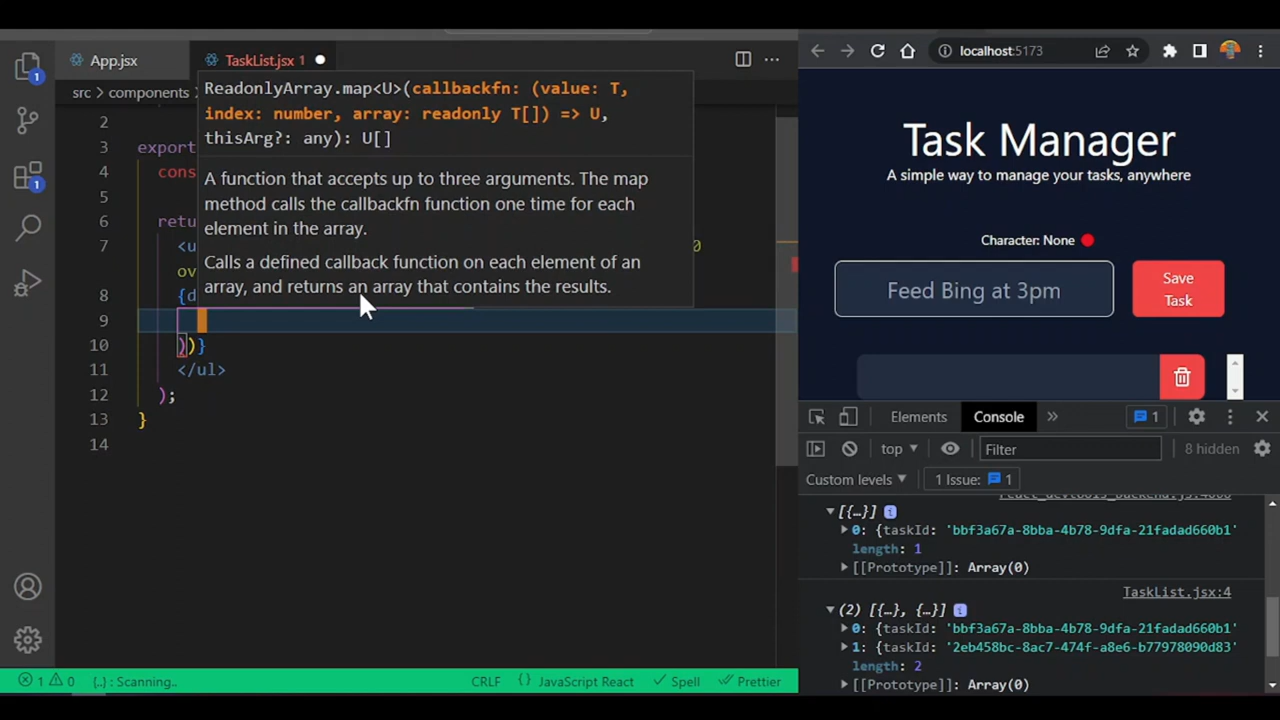 App.jsx
TaskList.jsx 1
src > components >
ReadonlyArray.map<U>(callbackfn: (value: T,
index: number, array: readonly T[]) => U,
thisArg?: any): U[]
A function that accepts up to three arguments. The map
method calls the callbackfn function one time for each
element in the array.
Calls a defined callback function on each element of an
array, and returns an array that contains the results.
2
3 export
4 cons
5
6 retu
7 <u 0
ov
8 {d
9
10 ))}
11 </ul>
12 );
13 }
14
1
1
1 0 {..} : Scanning..
CRLF
{} JavaScript React
Spell
Prettier
localhost:5173
Task Manager
A simple way to manage your tasks, anywhere
Character: None
Feed Bing at 3pm
Save
Task
Elements
Console
1
top
Filter
8 hidden
Custom levels
1 Issue: 1
[{…}]
0: {taskId: 'bbf3a67a-8bba-4b78-9dfa-21fadad660b1'
length: 1
[[Prototype]]: Array(0)
TaskList.jsx:4
(2) [{…}, {…}]
0: {taskId: 'bbf3a67a-8bba-4b78-9dfa-21fadad660b1'
1: {taskId: '2eb458bc-8ac7-474f-a8e6-b77978090d83'
length: 2
[[Prototype]]: Array(0)